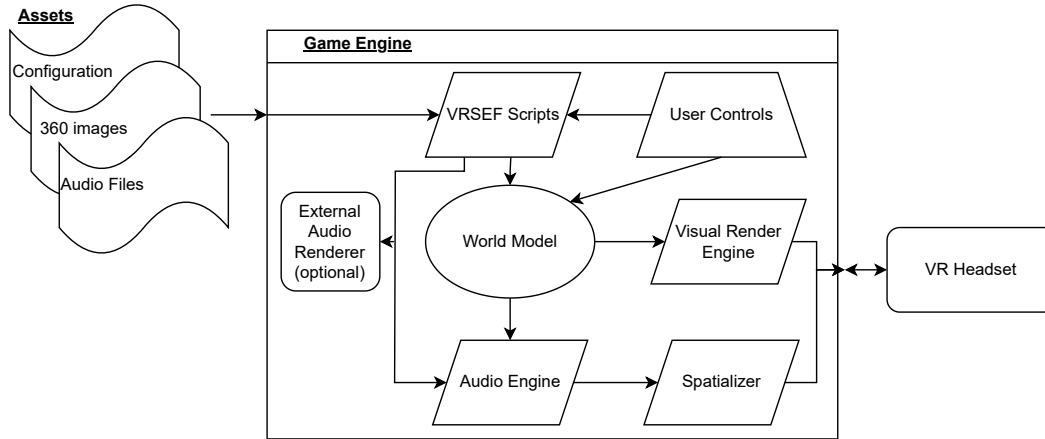 Assets
Configuration
360 images
Audio Files
Game Engine
VRSEF Scripts
User Controls
External
Audio
Renderer
(optional)
World Model
Visual Render
Engine
VR Headset
Audio Engine
Spatializer